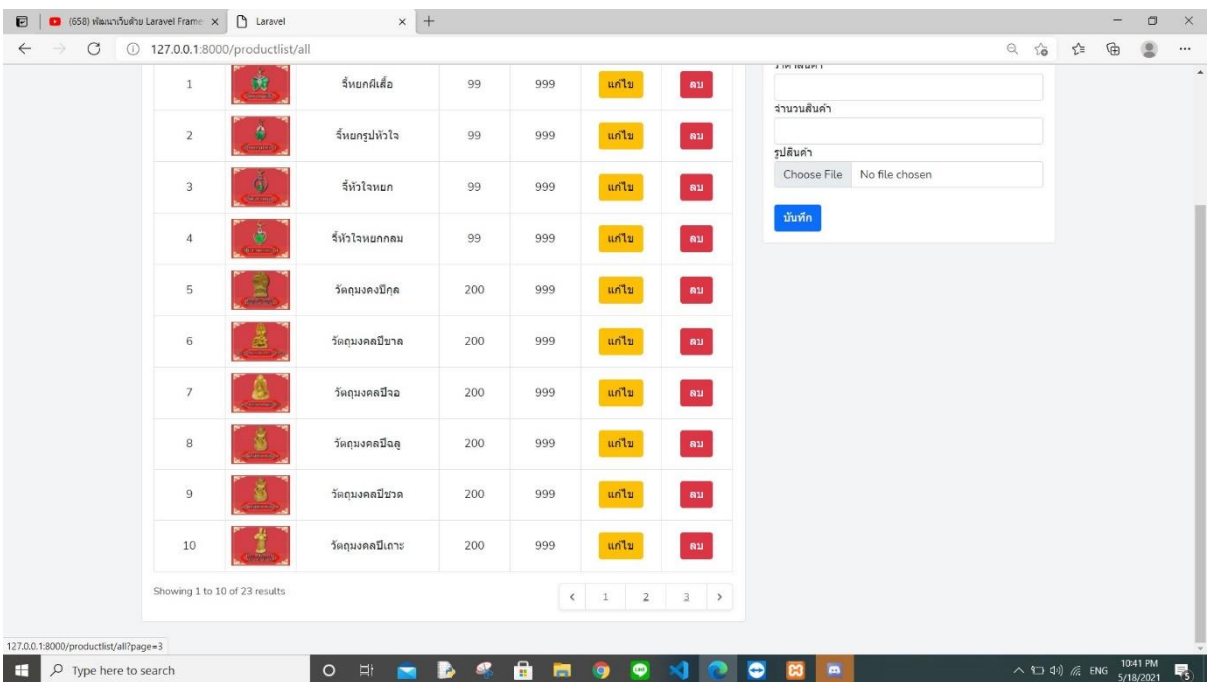 (658) พัฒนาเว็บด้วย Laravel Frame
Laravel
127.0.0.1:8000/productlist/all
1 จี้หยกผีเสื้อ 99 999 แก้ไข ลบ
2 จี้หยกรูปหัวใจ 99 999 แก้ไข ลบ
3 จี้หัวใจหยก 99 999 แก้ไข ลบ
4 จี้หัวใจหยกกลม 99 999 แก้ไข ลบ
5 วัตถุมงคงปีกุล 200 999 แก้ไข ลบ
6 วัตถุมงคลปีขาล 200 999 แก้ไข ลบ
7 วัตถุมงคลปีจอ 200 999 แก้ไข ลบ
8 วัตถุมงคลปีฉลู 200 999 แก้ไข ลบ
9 วัตถุมงคลปีชวด 200 999 แก้ไข ลบ
10 วัตถุมงคลปีเถาะ 200 999 แก้ไข ลบ
Showing 1 to 10 of 23 results
‹ 1 2 3 ›
ราคาสินค้า
จำนวนสินค้า
รูปสินค้า
Choose File No file chosen
บันทึก
127.0.0.1:8000/productlist/all?page=3
Type here to search
ENG
10:41 PM
5/18/2021